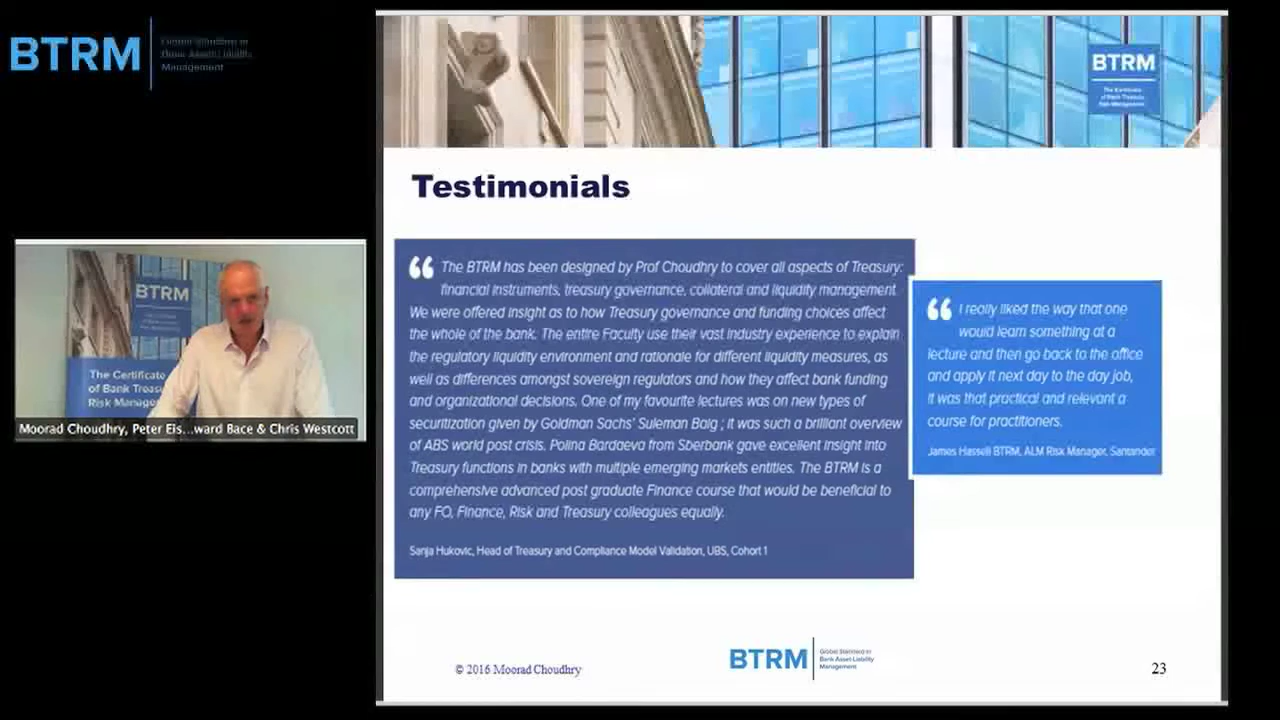 BTRM
Global Standard in
Bank Asset Liability
Management
BTRM
The Certificate
of Bank Treasury
Risk Management
Testimonials
“ The BTRM has been designed by Prof Choudhry to cover all aspects of Treasury:
financial instruments, treasury governance, collateral and liquidity management.
We were offered insight as to how Treasury governance and funding choices affect
the whole of the bank. The entire Faculty use their vast industry experience to explain
the regulatory liquidity environment and rationale for different liquidity measures, as
well as differences amongst sovereign regulators and how they affect bank funding
and organizational decisions. One of my favourite lectures was on new types of
securitization given by Goldman Sachs' Suleman Baig ; it was such a brilliant overview
of ABS world post crisis. Polina Bardaeva from Sberbank gave excellent insight into
Treasury functions in banks with multiple emerging markets entities. The BTRM is a
comprehensive advanced post graduate Finance course that would be beneficial to
any FO, Finance, Risk and Treasury colleagues equally.
Sanja Hukovic, Head of Treasury and Compliance Model Validation, UBS, Cohort 1
“ I really liked the way that one
would learn something at a
lecture and then go back to the office
and apply it next day to the day job,
it was that practical and relevant a
course for practitioners.
James Hassell BTRM, ALM Risk Manager, Santander
BTRM
The Certificate
of Bank Treasu
Risk Manage
Moorad Choudhry, Peter Eis...ward Bace & Chris Westcott
© 2016 Moorad Choudhry
BTRM
Global Standard in
Bank Asset Liability
Management
23